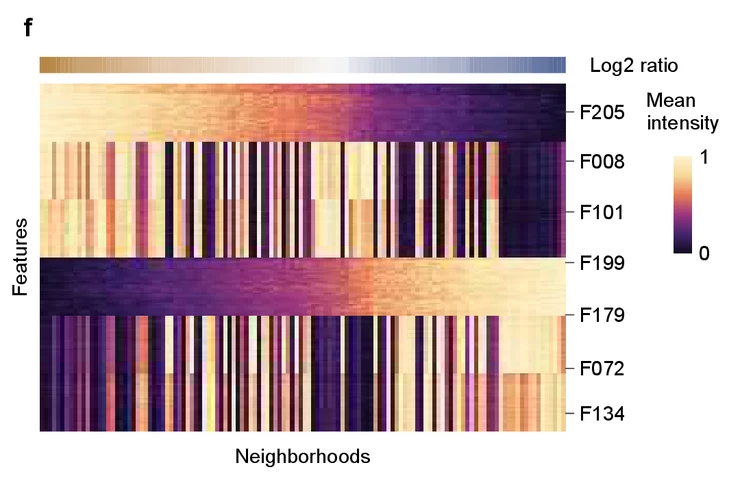 f
Log2 ratio
Mean
intensity
1
0
F205
F008
F101
F199
F179
F072
F134
Features
Neighborhoods